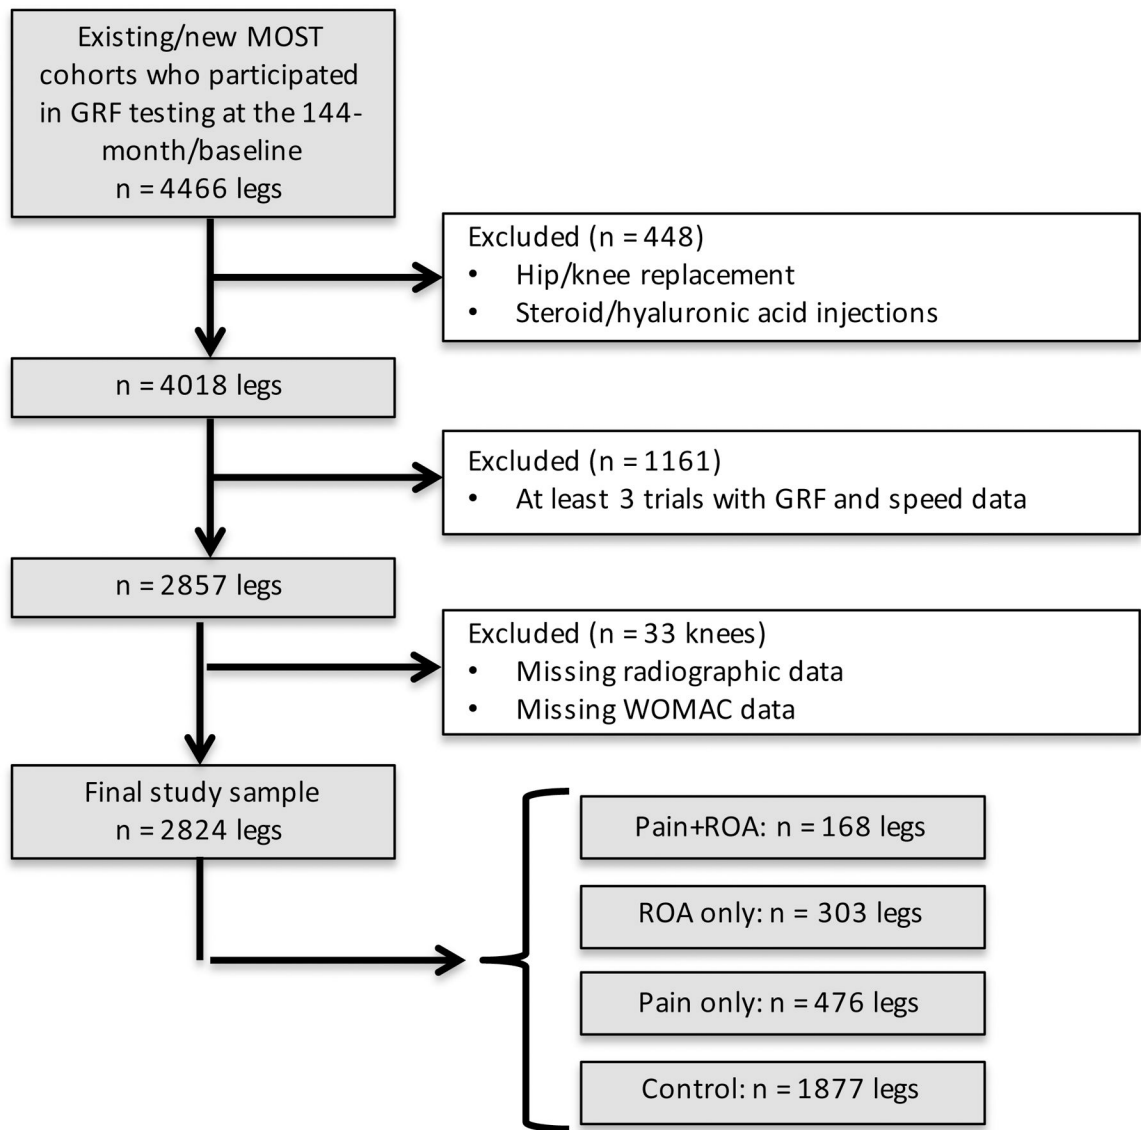 Existing/new MOST
cohorts who participated
in GRF testing at the 144-
month/baseline
n = 4466 legs
Excluded (n = 448)
• Hip/knee replacement
• Steroid/hyaluronic acid injections
n = 4018 legs
Excluded (n = 1161)
• At least 3 trials with GRF and speed data
n = 2857 legs
Excluded (n = 33 knees)
• Missing radiographic data
• Missing WOMAC data
Final study sample
n = 2824 legs
Pain+ROA: n = 168 legs
ROA only: n = 303 legs
Pain only: n = 476 legs
Control: n = 1877 legs